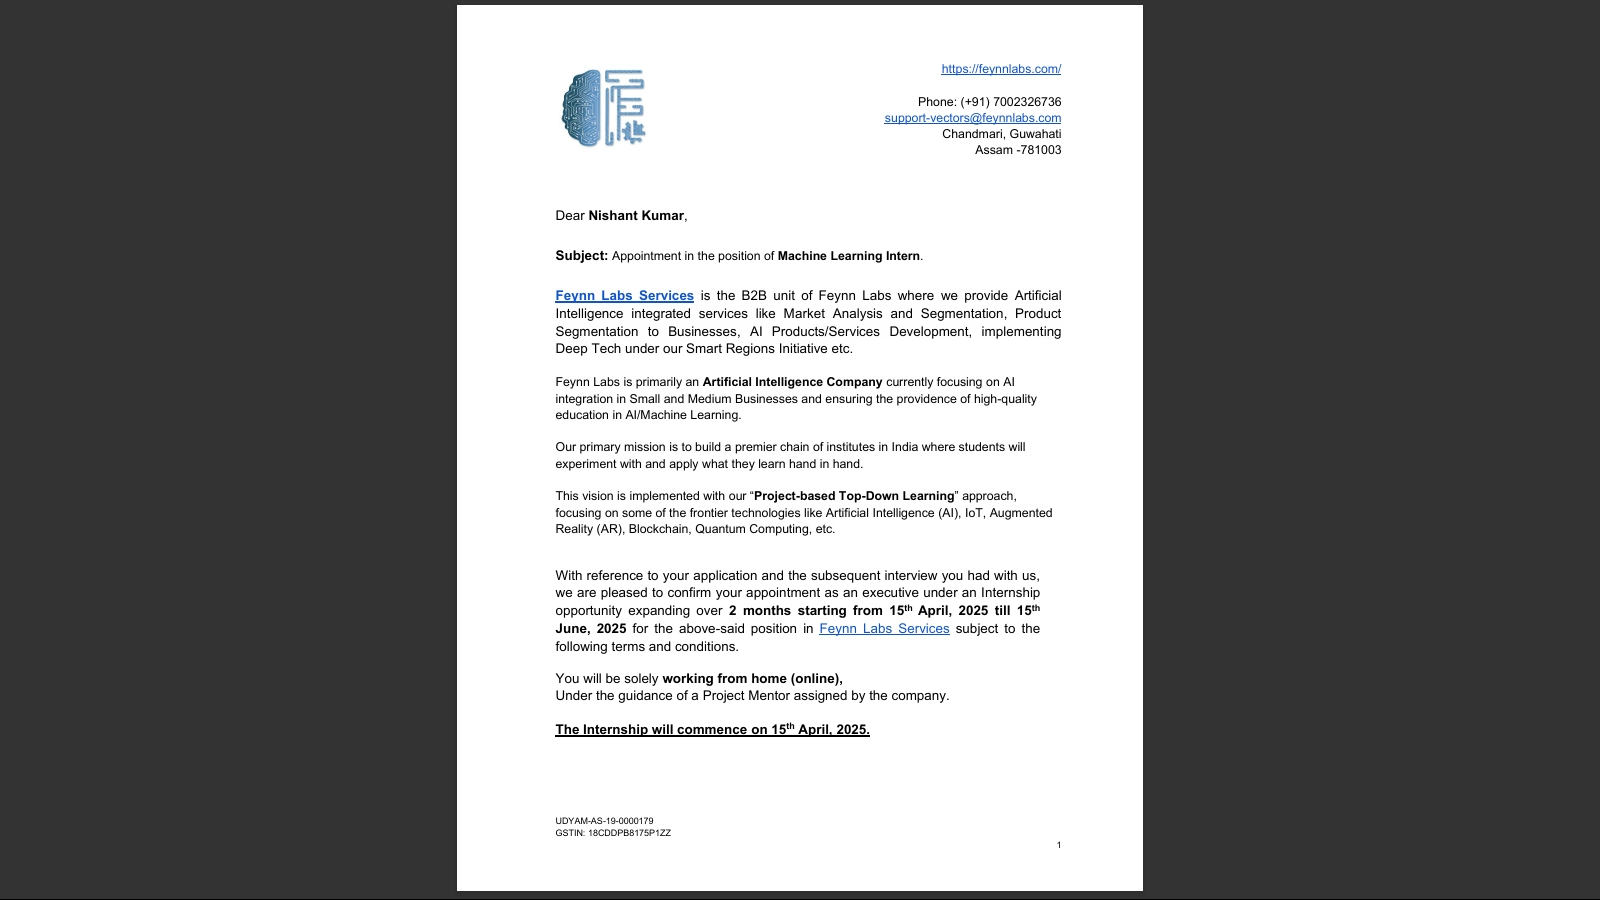 https://feynnlabs.com/
Phone: (+91) 7002326736
support-vectors@feynnlabs.com
Chandmari, Guwahati
Assam -781003
Dear Nishant Kumar,
Subject: Appointment in the position of Machine Learning Intern.
Feynn Labs Services is the B2B unit of Feynn Labs where we provide Artificial
Intelligence integrated services like Market Analysis and Segmentation, Product
Segmentation to Businesses, AI Products/Services Development, implementing
Deep Tech under our Smart Regions Initiative etc.
Feynn Labs is primarily an Artificial Intelligence Company currently focusing on AI
integration in Small and Medium Businesses and ensuring the providence of high-quality
education in AI/Machine Learning.
Our primary mission is to build a premier chain of institutes in India where students will
experiment with and apply what they learn hand in hand.
This vision is implemented with our “Project-based Top-Down Learning” approach,
focusing on some of the frontier technologies like Artificial Intelligence (AI), IoT, Augmented
Reality (AR), Blockchain, Quantum Computing, etc.
With reference to your application and the subsequent interview you had with us,
we are pleased to confirm your appointment as an executive under an Internship
opportunity expanding over 2 months starting from 15th April, 2025 till 15th
June, 2025 for the above-said position in Feynn Labs Services subject to the
following terms and conditions.
You will be solely working from home (online),
Under the guidance of a Project Mentor assigned by the company.
The Internship will commence on 15th April, 2025.
UDYAM-AS-19-0000179
GSTIN: 18CDDPB8175P1ZZ
1